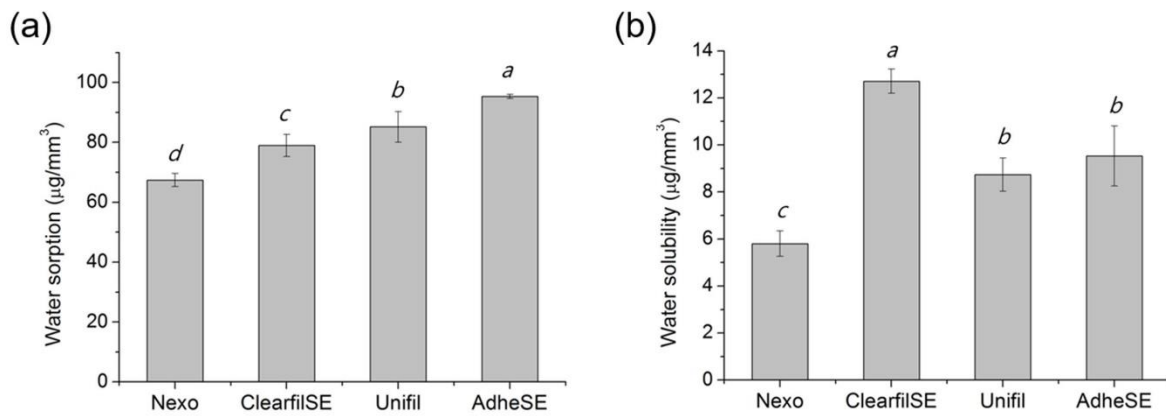 (a)
Water sorption (μg/mm³)
100
80
60
40
20
0
d
c
b
a
Nexo ClearfilSE Unifil AdheSE
(b)
Water solubility (μg/mm³)
14
12
10
8
6
4
2
0
c
a
b
b
Nexo ClearfilSE Unifil AdheSE